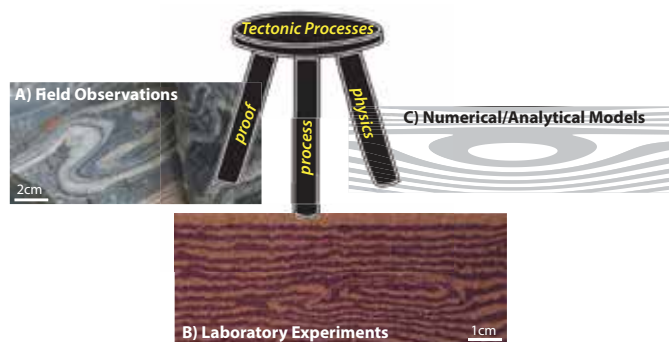 Tectonic Processes
A) Field Observations
proof
process
physics
C) Numerical/Analytical Models
2cm
B) Laboratory Experiments
1cm